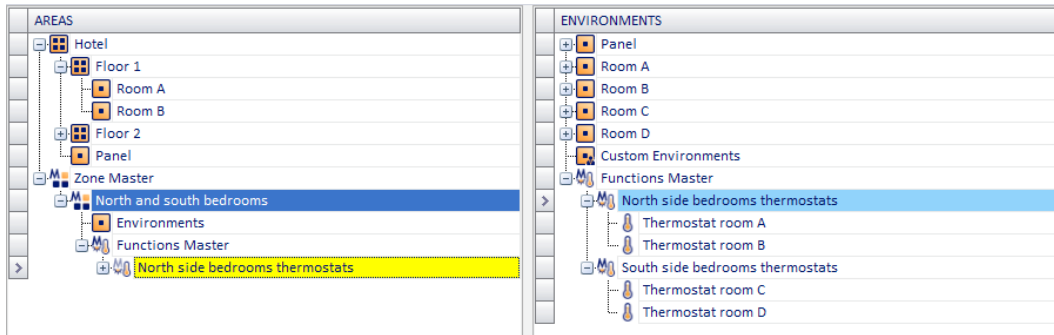 AREAS
Hotel
Floor 1
Room A
Room B
Floor 2
Panel
Zone Master
North and south bedrooms
Environments
Functions Master
North side bedrooms thermostats
ENVIRONMENTS
Panel
Room A
Room B
Room C
Room D
Custom Environments
Functions Master
North side bedrooms thermostats
Thermostat room A
Thermostat room B
South side bedrooms thermostats
Thermostat room C
Thermostat room D